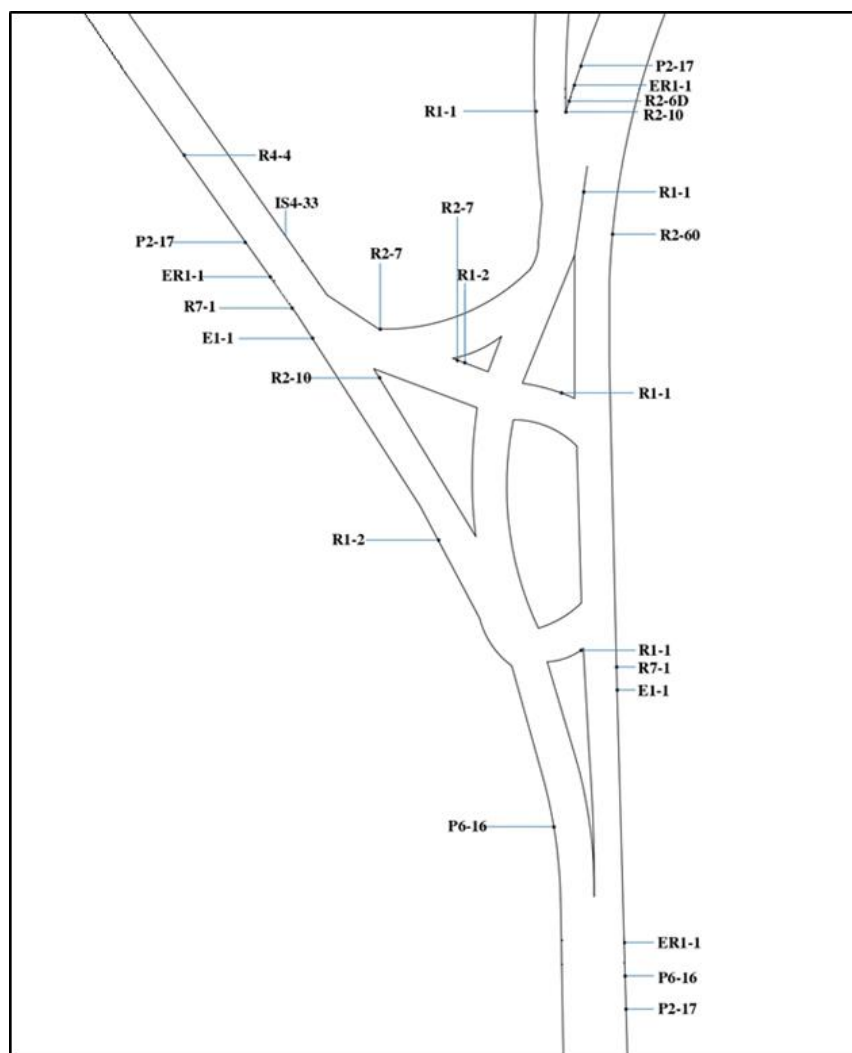 P2-17
ER1-1
R2-6D
R1-1
R2-10
R4-4
R1-1
IS4-33
R2-7
P2-17
R2-60
R2-7
R1-2
ER1-1
R7-1
E1-1
R2-10
R1-1
R1-2
R1-1
R7-1
E1-1
P6-16
ER1-1
P6-16
P2-17